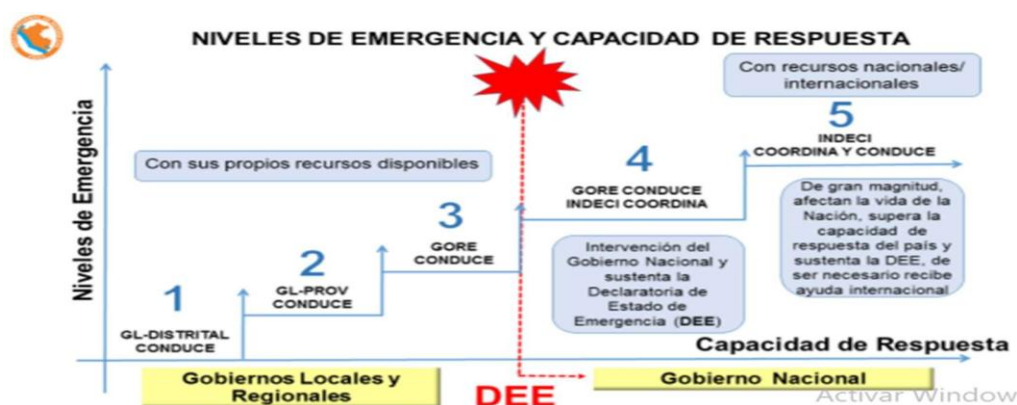 NIVELES DE EMERGENCIA Y CAPACIDAD DE RESPUESTA
Niveles de Emergencia
Con sus propios recursos disponibles
1
GL-DISTRITAL
CONDUCE
2
GL-PROV
CONDUCE
3
GORE
CONDUCE
4
GORE CONDUCE
INDECI COORDINA
Intervención del
Gobierno Nacional y
sustenta la
Declaratoria de
Estado de
Emergencia (DEE)
Con recursos nacionales/
internacionales
5
INDECI
COORDINA Y CONDUCE
De gran magnitud,
afectan la vida de la
Nación, supera la
capacidad de
respuesta del país y
sustenta la DEE, de
ser necesario recibe
ayuda internacional
Capacidad de Respuesta
Gobiernos Locales y
Regionales
DEE
Gobierno Nacional
Activar Window